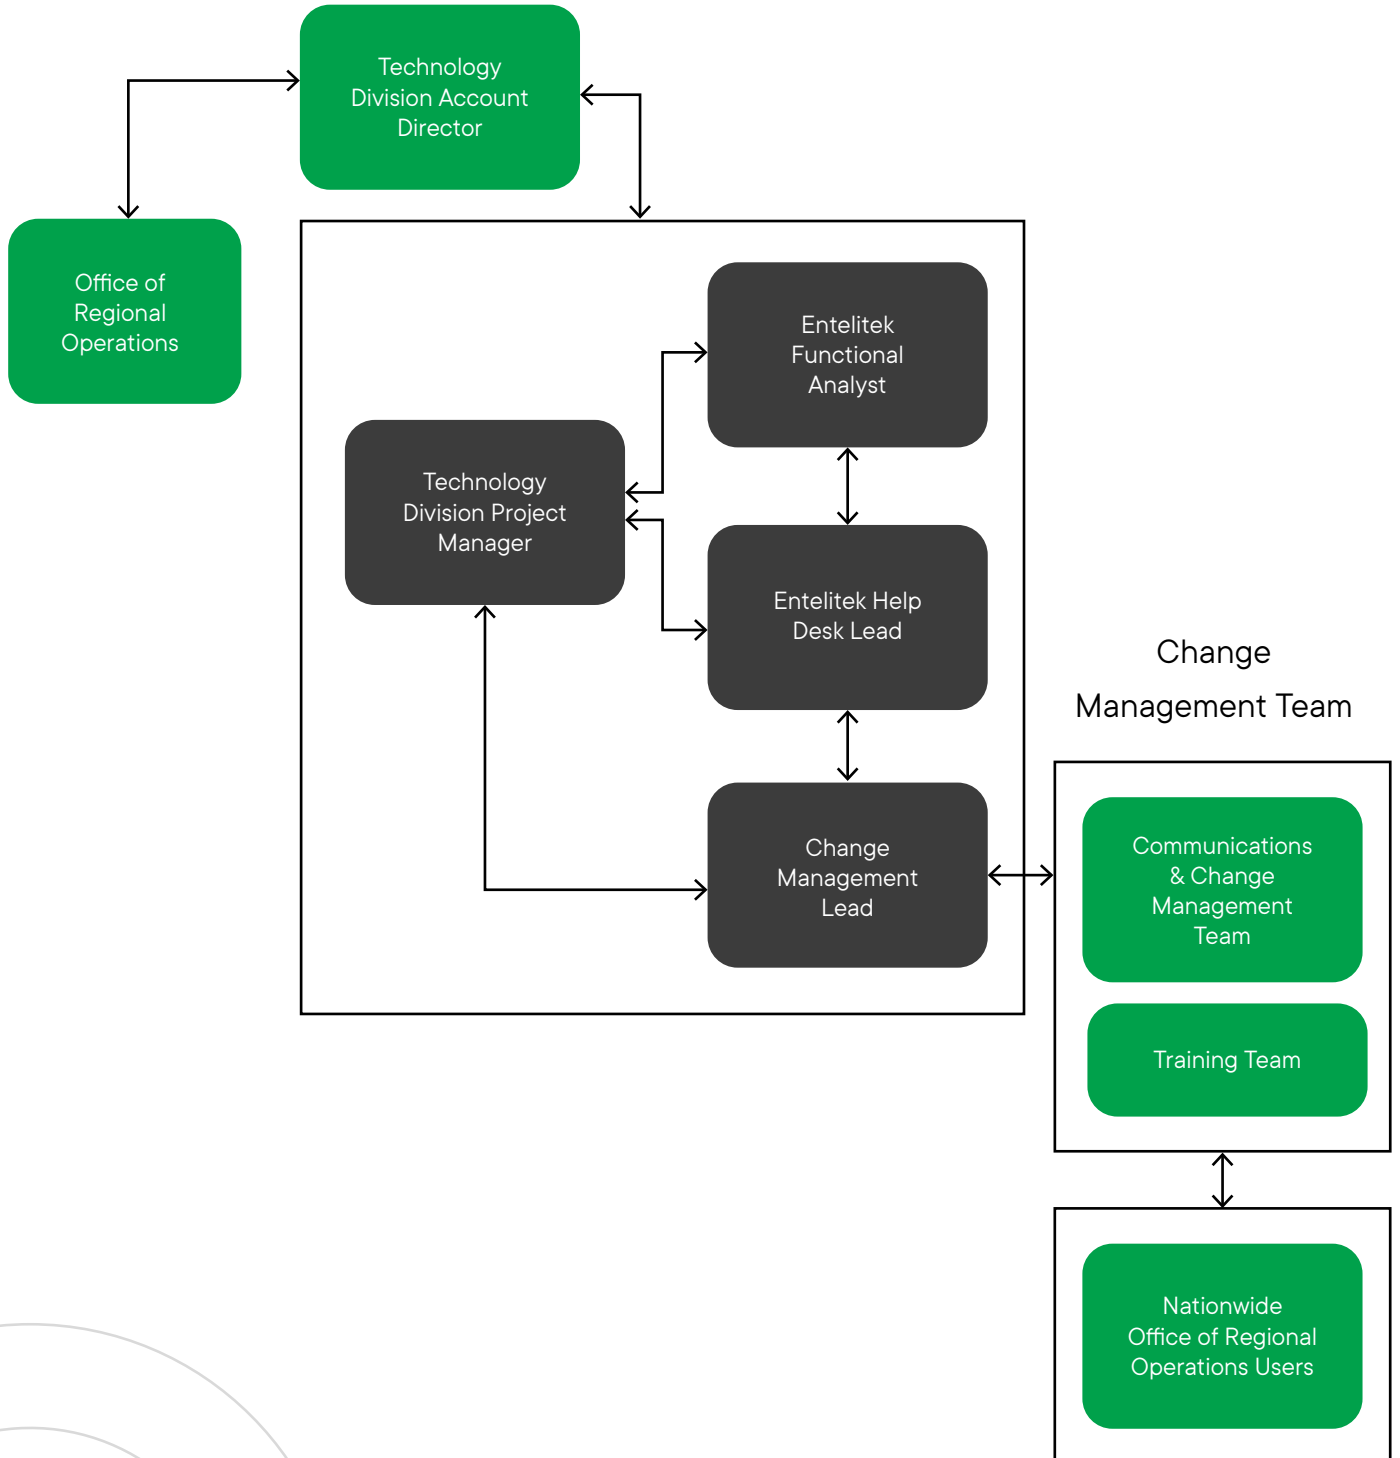 Technology
Division Account
Director
Office of
Regional
Operations
Entelitek
Functional
Analyst
Technology
Division Project
Manager
Entelitek Help
Desk Lead
Change
Management Team
Change
Management
Lead
Communications
& Change
Management
Team
Training Team
Nationwide
Office of Regional
Operations Users